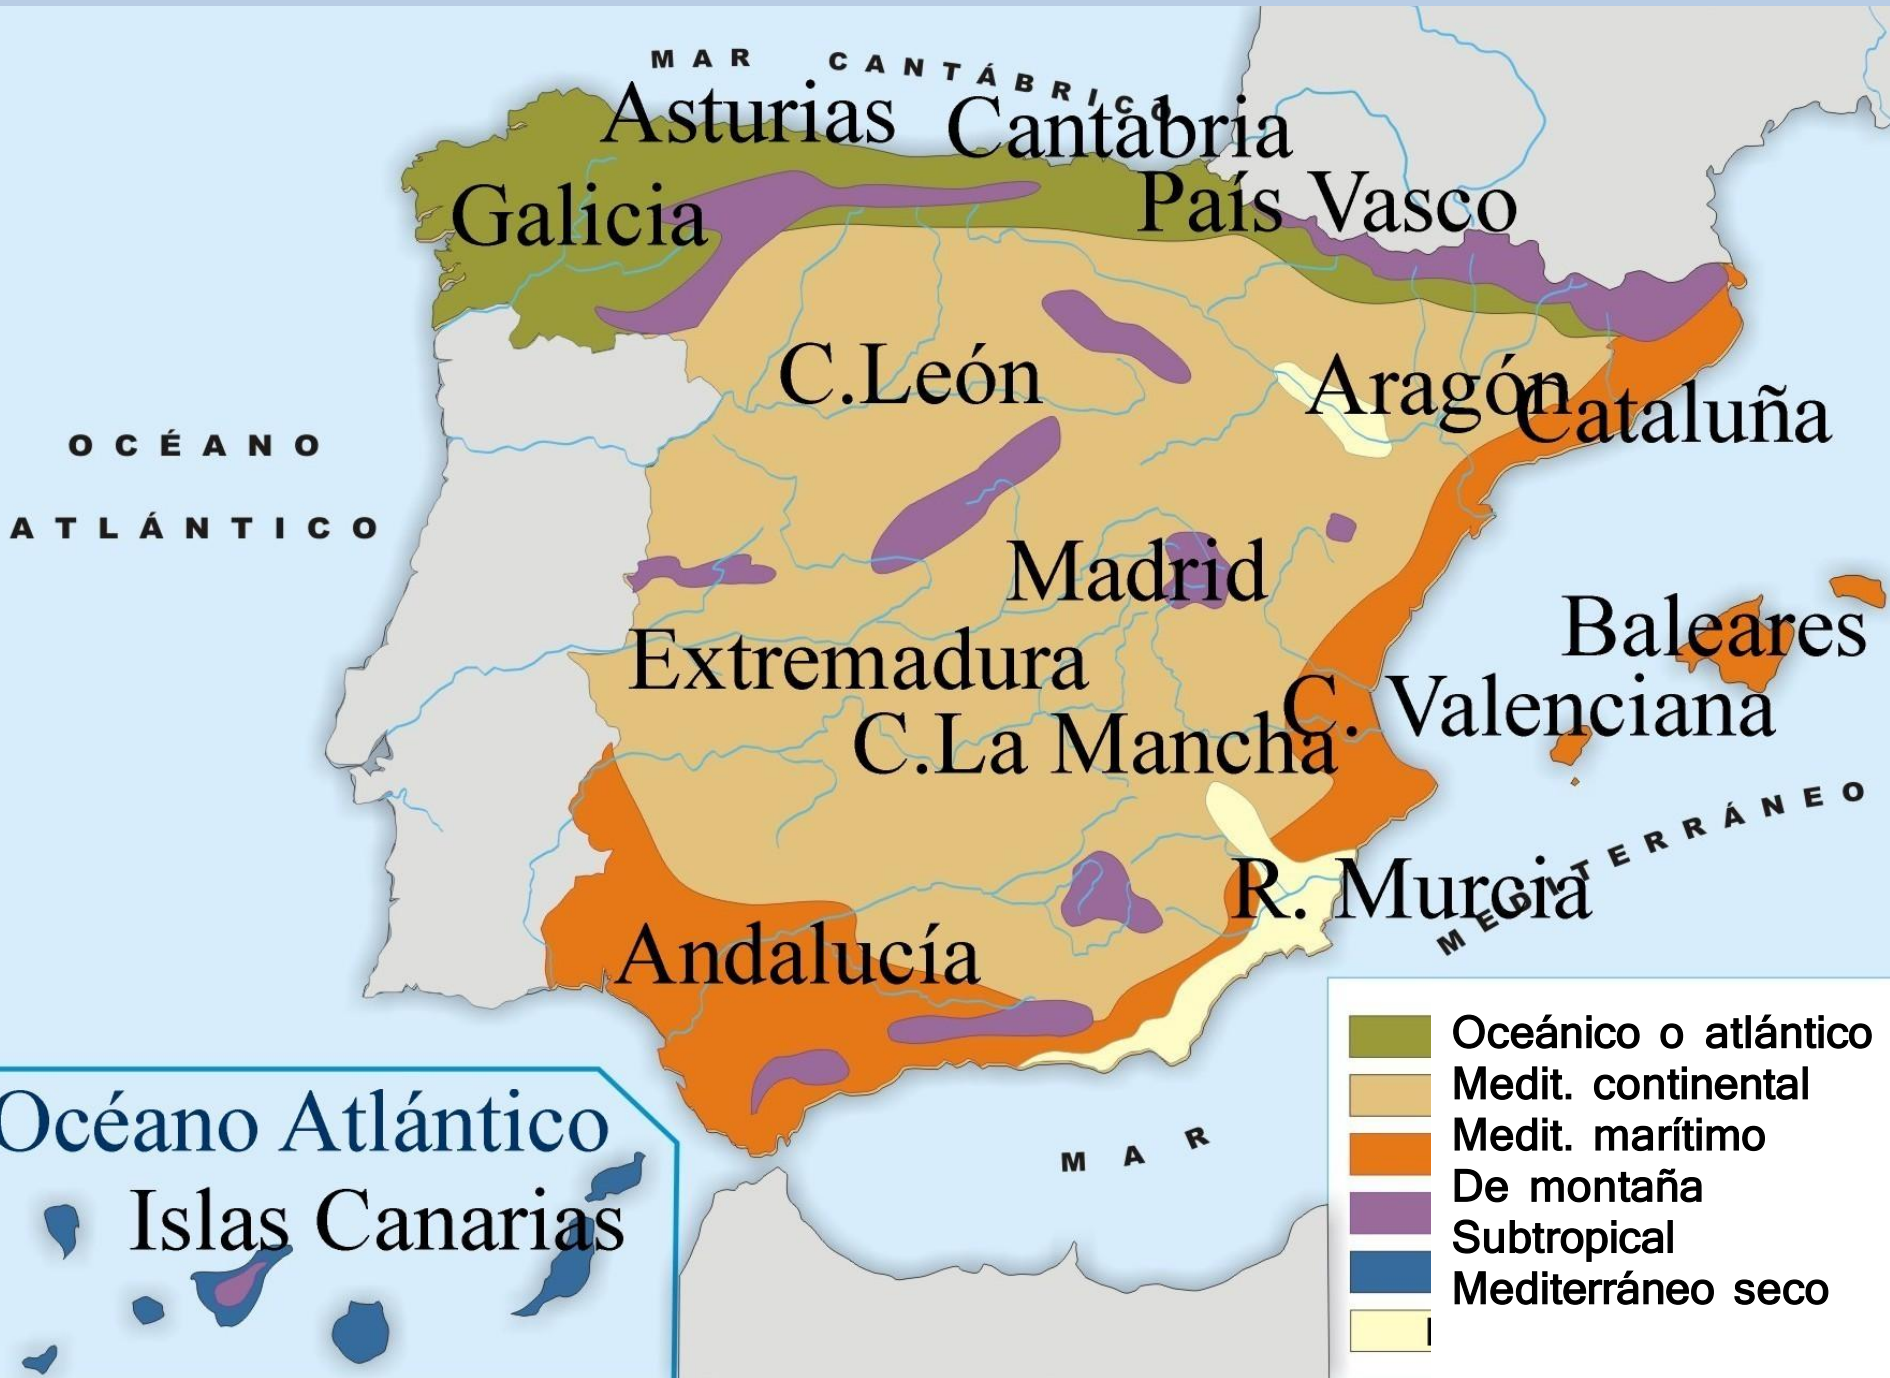 MAR CANTÁBRICO
Asturias
Cantabria
Galicia
País Vasco
C.León
Aragón
Cataluña
OCÉANO
ATLÁNTICO
Madrid
Baleares
Extremadura
C. Valenciana
C.La Mancha
R. Murcia
MAR MEDITERRÁNEO
Andalucía
Océano Atlántico
Islas Canarias
Oceánico o atlántico
Medit. continental
Medit. marítimo
De montaña
Subtropical
Mediterráneo seco